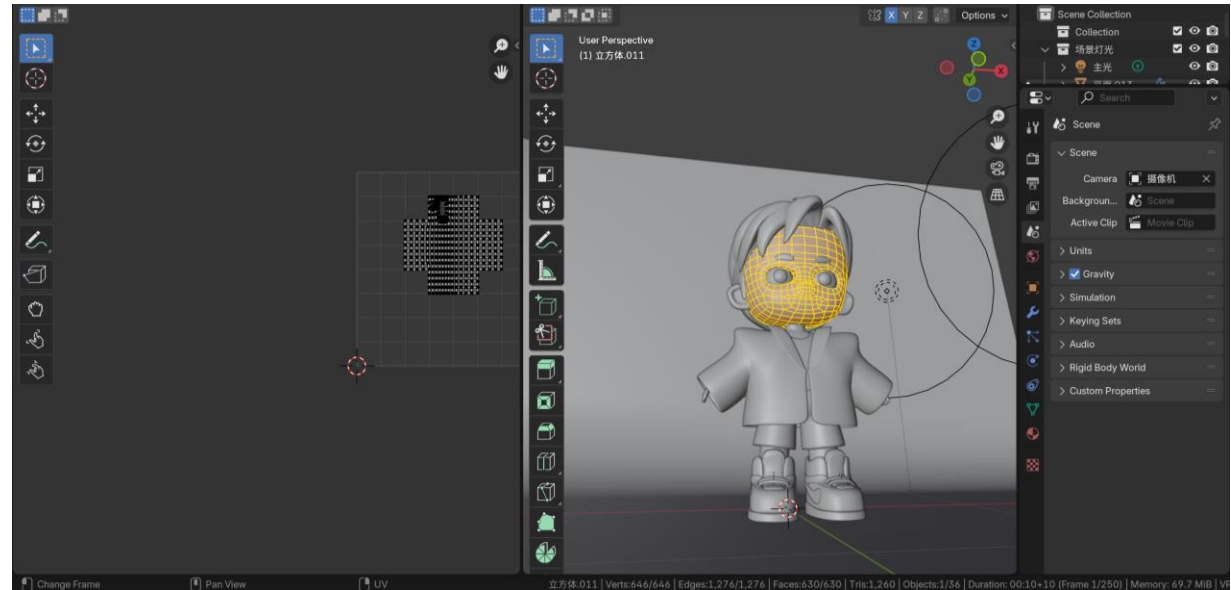 X Y Z
Options
User Perspective
(1) 立方体.011
Z
X
Y
Scene Collection
Collection
场景灯光
主光
Search
Scene
Scene
Camera 摄像机
Backgroun... Scene
Active Clip Movie Clip
Units
Gravity
Simulation
Keying Sets
Audio
Rigid Body World
Custom Properties
Change Frame
Pan View
UV
立方体.011 | Verts:646/646 | Edges:1,276/1,276 | Faces:630/630 | Tris:1,260 | Objects:1/36 | Duration: 00:10+10 (Frame 1/250) | Memory: 69.7 MiB | VR